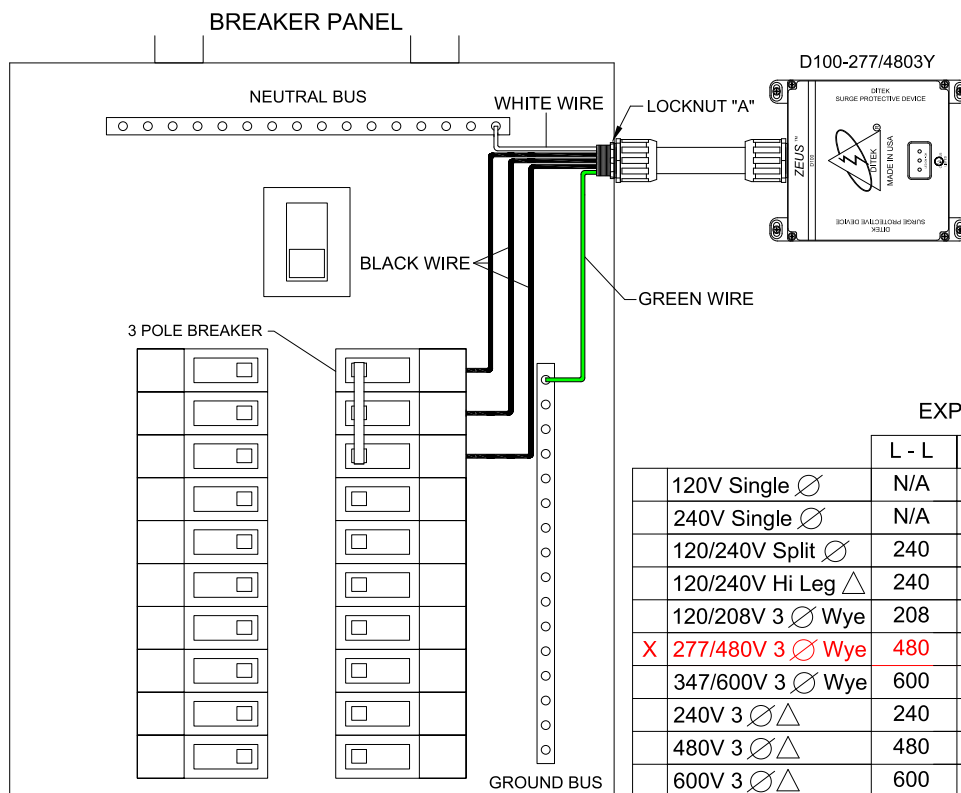 BREAKER PANEL
D100-277/4803Y
NEUTRAL BUS
WHITE WIRE
LOCKNUT "A"
DITEK
SURGE PROTECTIVE DEVICE
ZEUS ™
D100
DITEK
®
MADE IN USA
DITEK
SURGE PROTECTIVE DEVICE
BLACK WIRE
GREEN WIRE
3 POLE BREAKER
EXP
L - L
120V Single ∅ N/A
240V Single ∅ N/A
120/240V Split ∅ 240
120/240V Hi Leg △ 240
120/208V 3 ∅ Wye 208
X 277/480V 3 ∅ Wye 480
347/600V 3 ∅ Wye 600
240V 3 ∅ △ 240
480V 3 ∅ △ 480
600V 3 ∅ △ 600
GROUND BUS